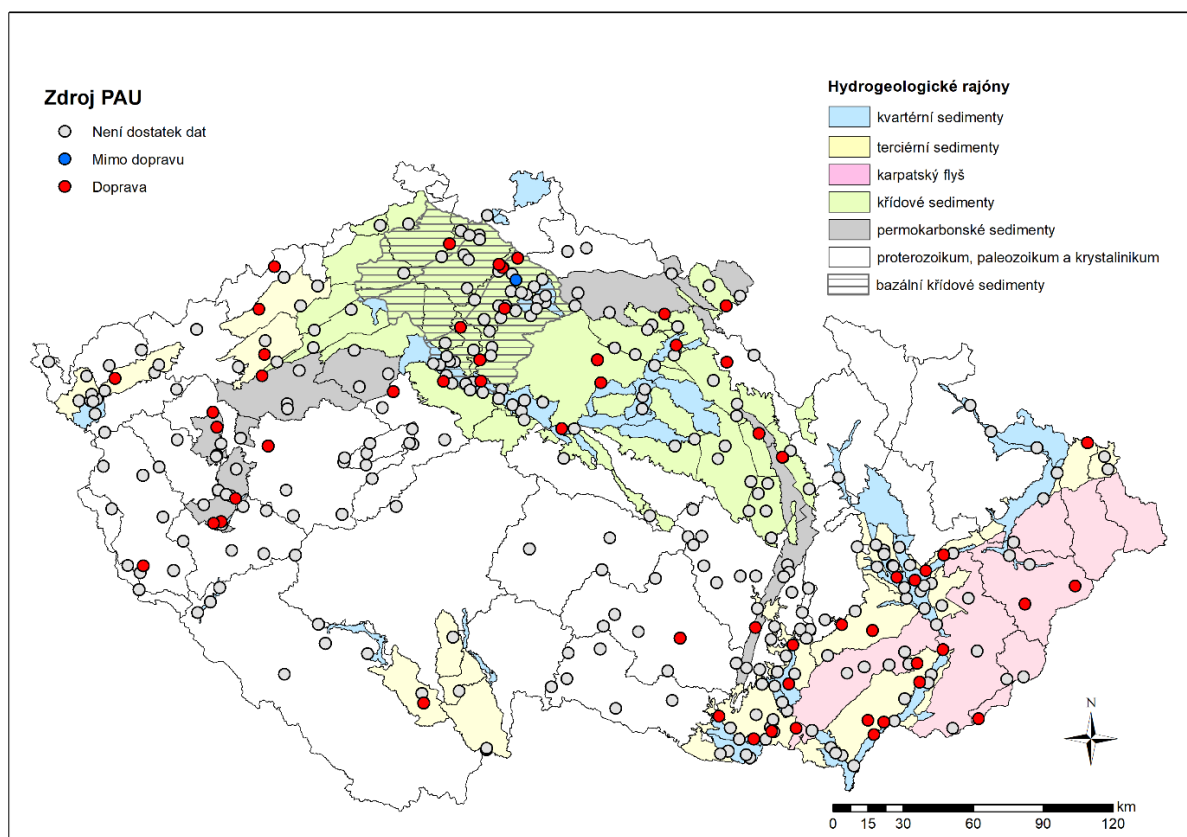 Zdroj PAU
Není dostatek dat
Mimo dopravu
Doprava
Hydrogeologické rajóny
kvartérní sedimenty
terciérní sedimenty
karpatský flyš
křídové sedimenty
permokarbonské sedimenty
proterozoikum, paleozoikum a krystalinikum
bazální křídové sedimenty
N
km
0 15 30 60 90 120